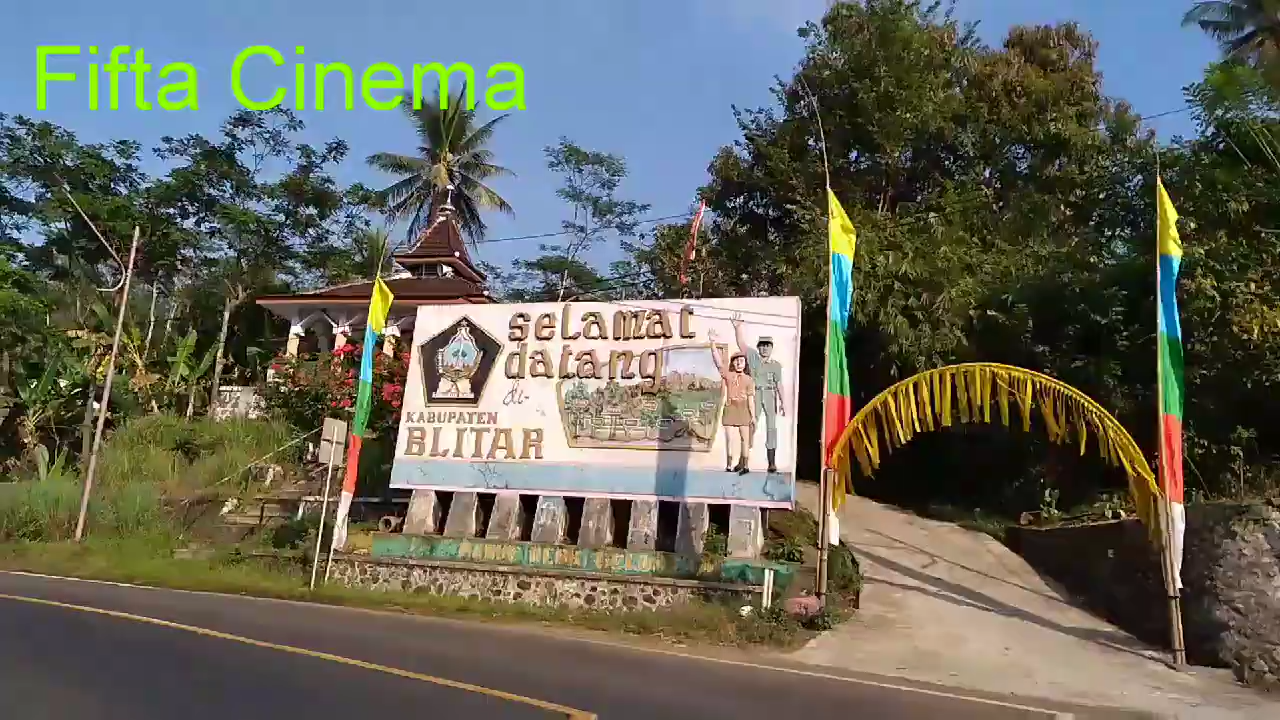 Fifta Cinema
selamat
datang
di-
KABUPATEN
BLITAR